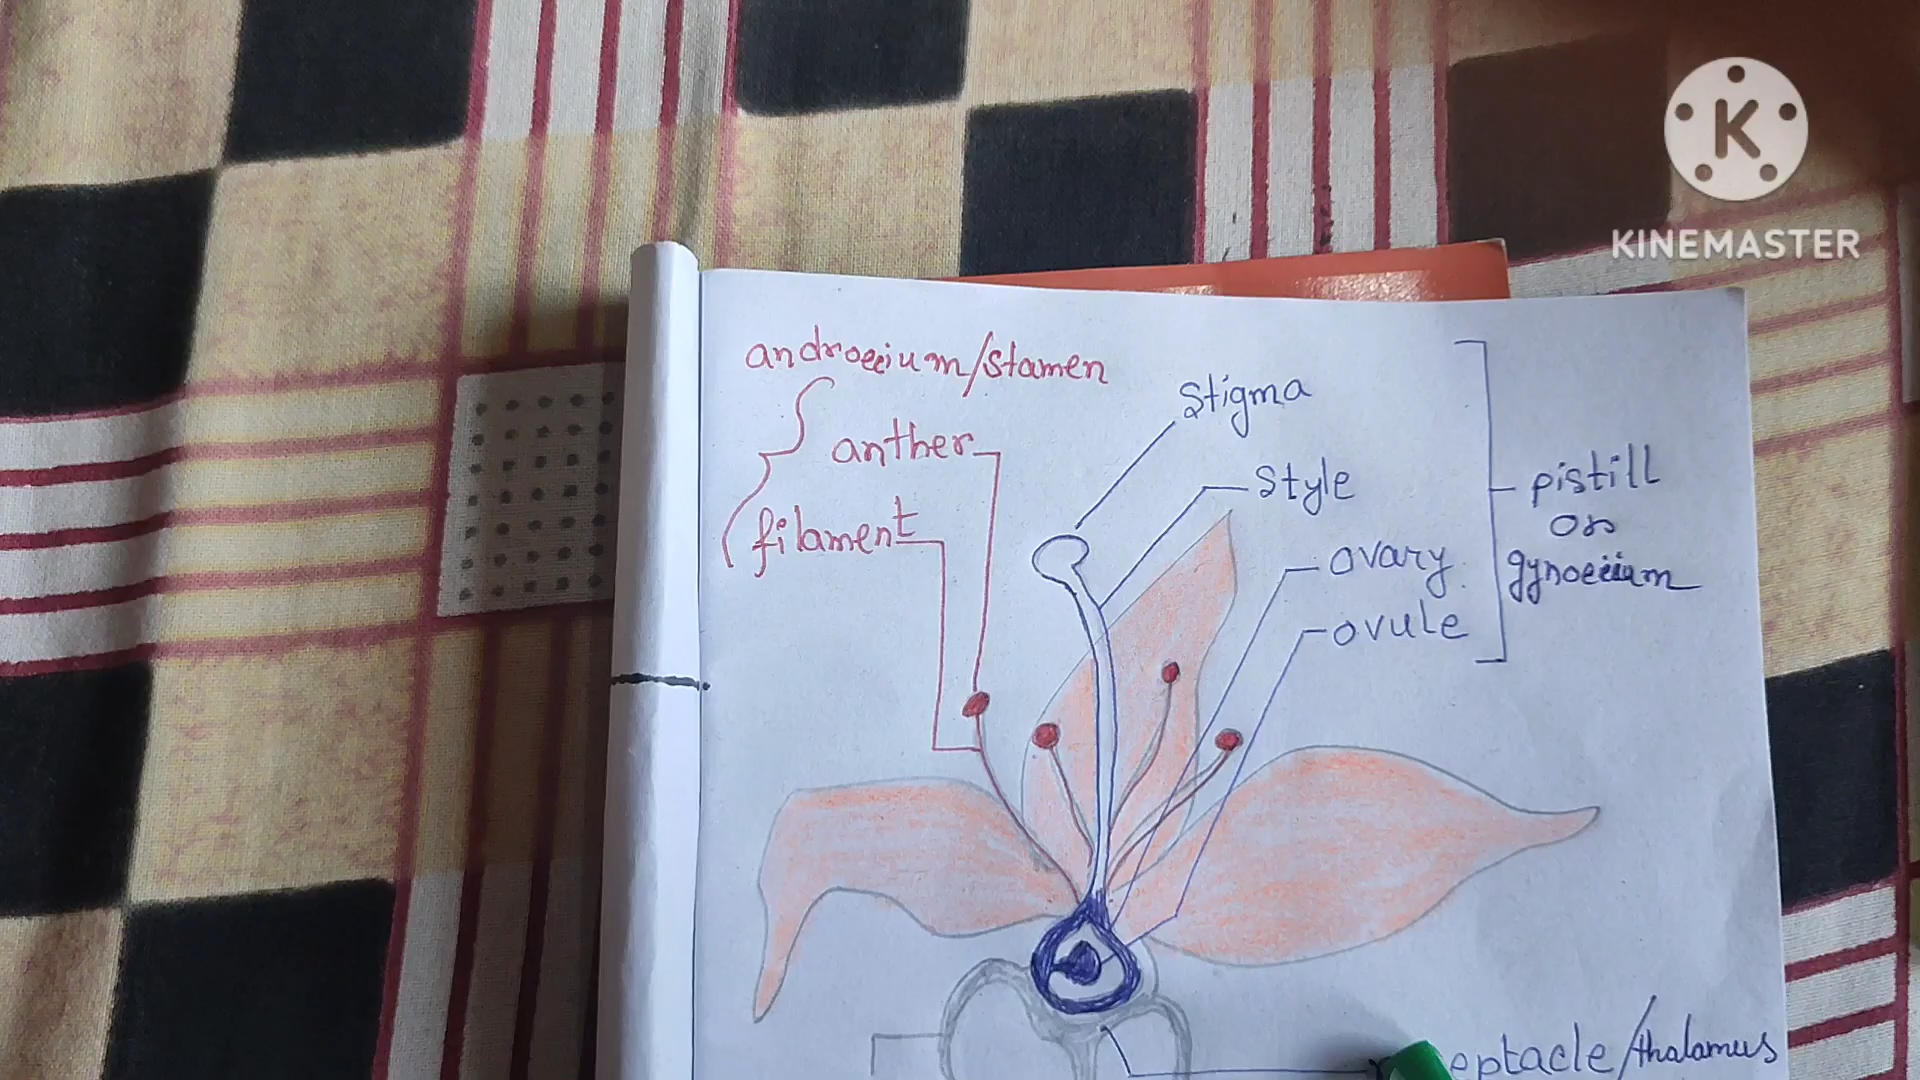 KINEMASTER
androecium/stamen
anther
filament
Stigma
Style
ovary
ovule
pistill
or
gynoecium
eptacle/thalamus